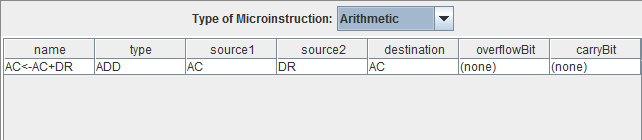 Type of Microinstruction: Arithmetic
name type source1 source2 destination overflowBit carryBit
AC<-AC+DR ADD AC DR AC (none) (none)